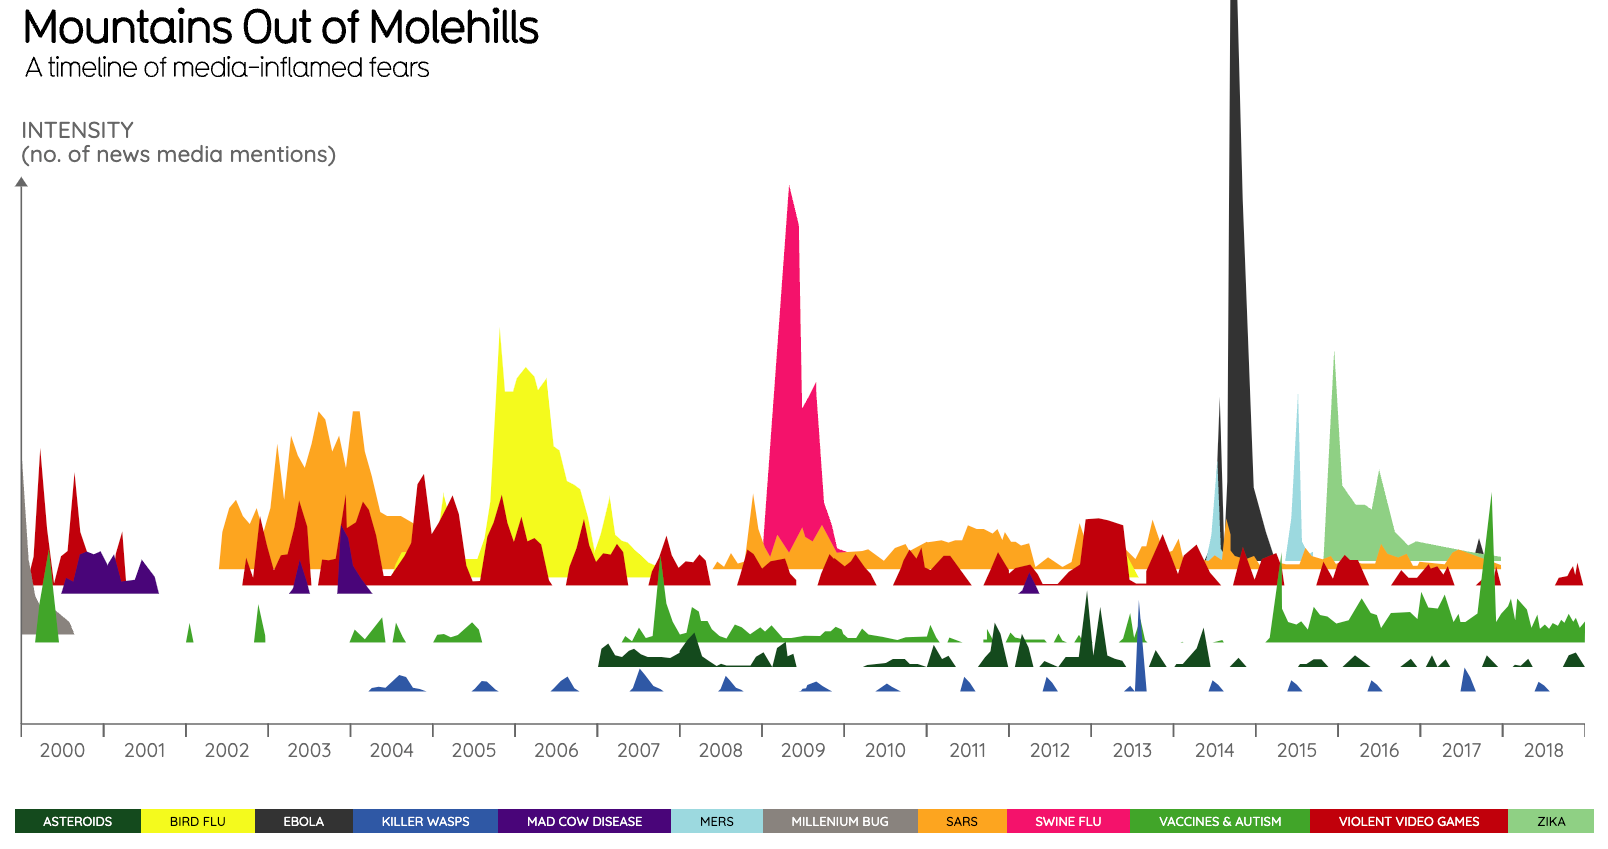 Mountains Out of Molehills
A timeline of media-inflamed fears
INTENSITY
(no. of news media mentions)
2000 2001 2002 2003 2004 2005 2006 2007 2008 2009 2010 2011 2012 2013 2014 2015 2016 2017 2018
ASTEROIDS BIRD FLU EBOLA KILLER WASPS MAD COW DISEASE MERS MILLENIUM BUG SARS SWINE FLU VACCINES & AUTISM VIOLENT VIDEO GAMES ZIKA